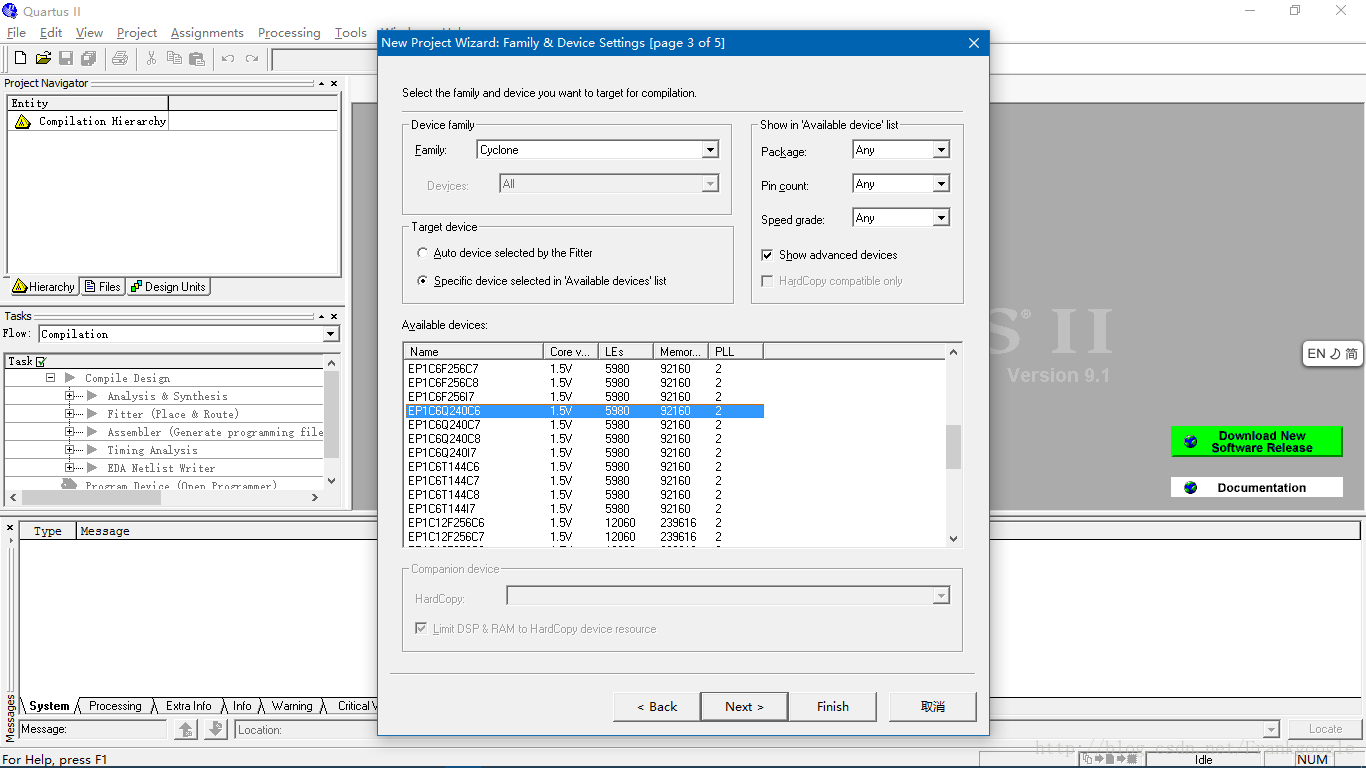 Quartus II
File Edit View Project Assignments Processing Tools
New Project Wizard: Family & Device Settings [page 3 of 5]
Select the family and device you want to target for compilation.
Device family
Family: Cyclone
Devices: All
Show in 'Available device' list
Package: Any
Pin count: Any
Speed grade: Any
Show advanced devices
HardCopy compatible only
Target device
Auto device selected by the Fitter
Specific device selected in 'Available devices' list
Available devices:
Name Core v... LEs Memor... PLL
EP1C6F256C7 1.5V 5980 92160 2
EP1C6F256C8 1.5V 5980 92160 2
EP1C6F256I7 1.5V 5980 92160 2
EP1C6Q240C6 1.5V 5980 92160 2
EP1C6Q240C7 1.5V 5980 92160 2
EP1C6Q240C8 1.5V 5980 92160 2
EP1C6Q240I7 1.5V 5980 92160 2
EP1C6T144C6 1.5V 5980 92160 2
EP1C6T144C7 1.5V 5980 92160 2
EP1C6T144C8 1.5V 5980 92160 2
EP1C6T144I7 1.5V 5980 92160 2
EP1C12F256C6 1.5V 12060 239616 2
EP1C12F256C7 1.5V 12060 239616 2
Companion device
HardCopy:
Limit DSP & RAM to HardCopy device resource
< Back Next > Finish 取消
Project Navigator
Entity
Compilation Hierarchy
Hierarchy Files Design Units
Tasks
Flow: Compilation
Task
Compile Design
Analysis & Synthesis
Fitter (Place & Route)
Assembler (Generate programming file
Timing Analysis
EDA Netlist Writer
Program Device (Open Programmer)
S® II
Version 9.1
EN 简
Download New
Software Release
Documentation
Type Message
Messages
System Processing Extra Info Info Warning Critical
Message: Location: Locate
http://blog.csdn.net/Frankgoogle
For Help, press F1 Idle NUM